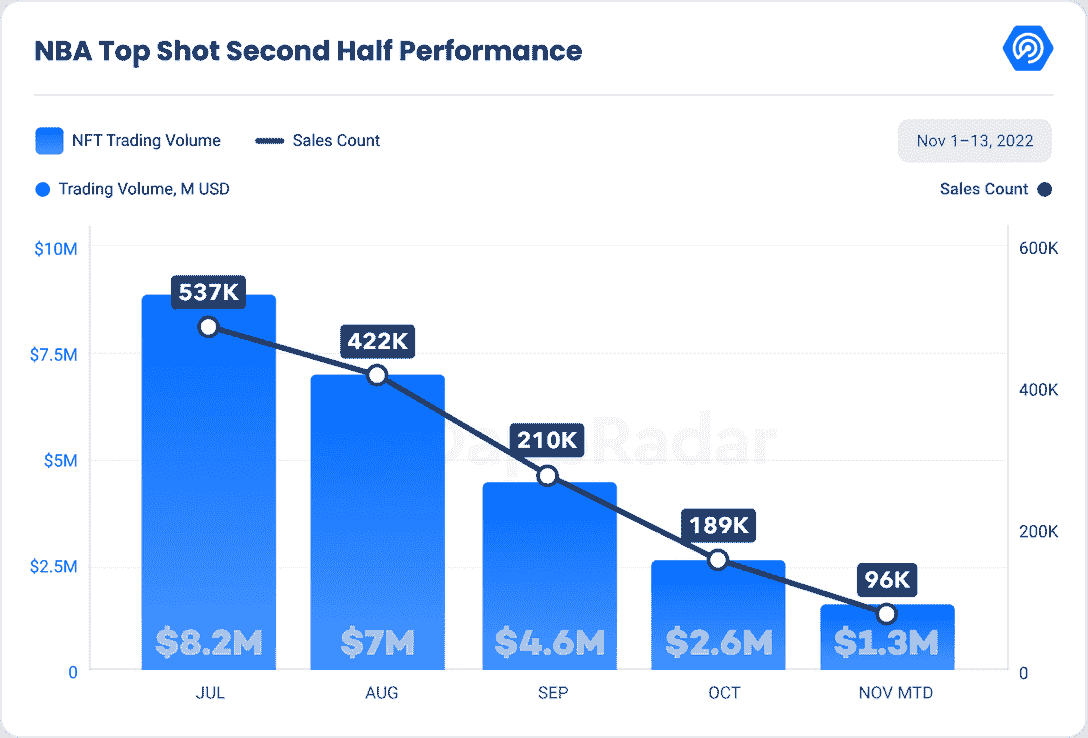 NBA Top Shot Second Half Performance
NFT Trading Volume
Sales Count
Nov 1–13, 2022
Trading Volume, M USD
Sales Count
$10M
600K
537K
422K
$7.5M
400K
210K
Radar
$5M
189K
200K
$2.5M
96K
$8.2M
$7M
$4.6M
$2.6M
$1.3M
0
0
JUL
AUG
SEP
OCT
NOV MTD